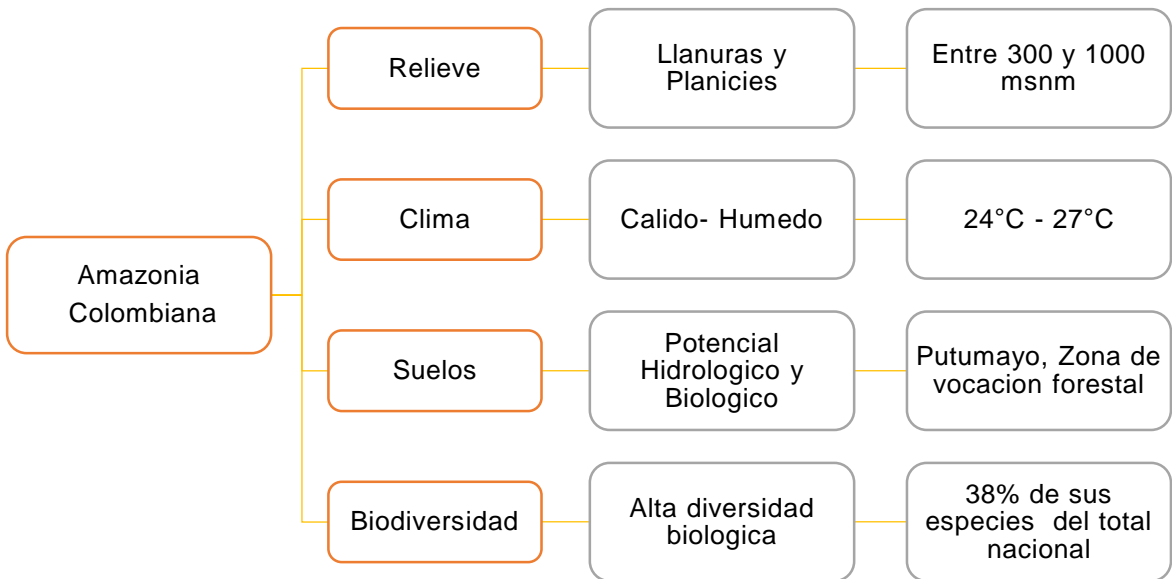 Amazonia
Colombiana
Relieve
Llanuras y
Planicies
Entre 300 y 1000
msnm
Clima
Calido- Humedo
24°C - 27°C
Suelos
Potencial
Hidrologico y
Biologico
Putumayo, Zona de
vocacion forestal
Biodiversidad
Alta diversidad
biologica
38% de sus
especies del total
nacional